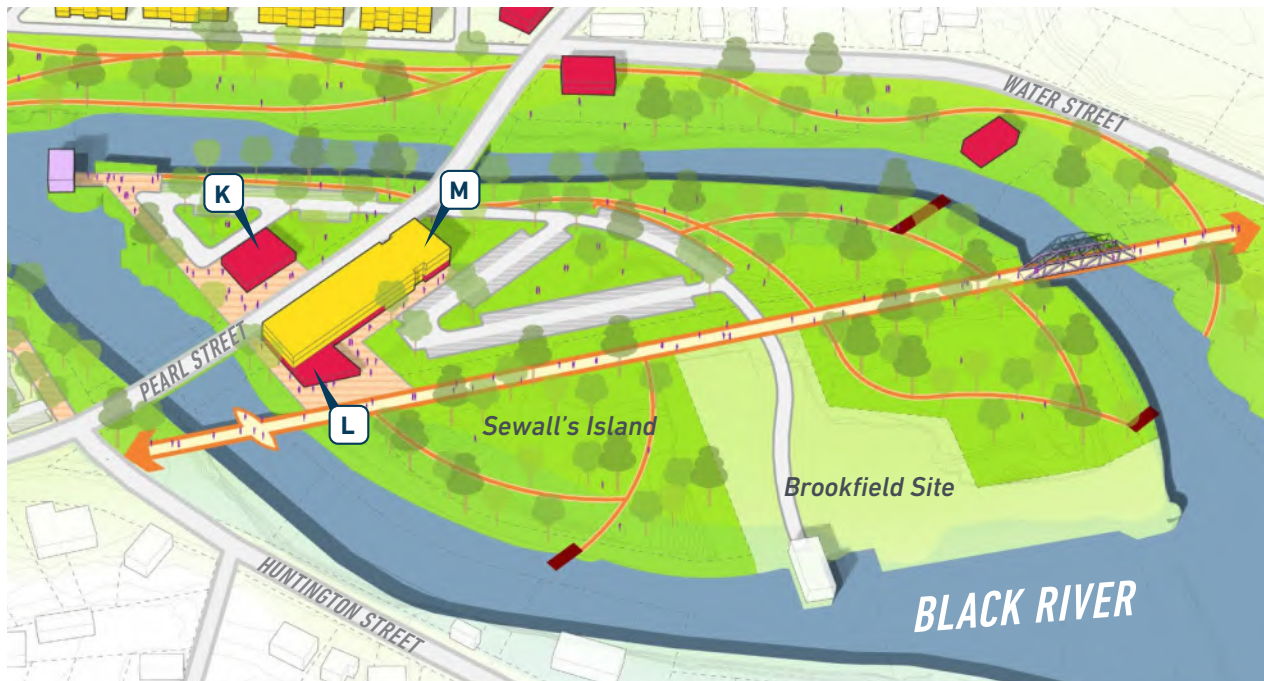 WATER STREET
K
M
PEARL STREET
L
Sewall's Island
Brookfield Site
HUNTINGTON STREET
BLACK RIVER